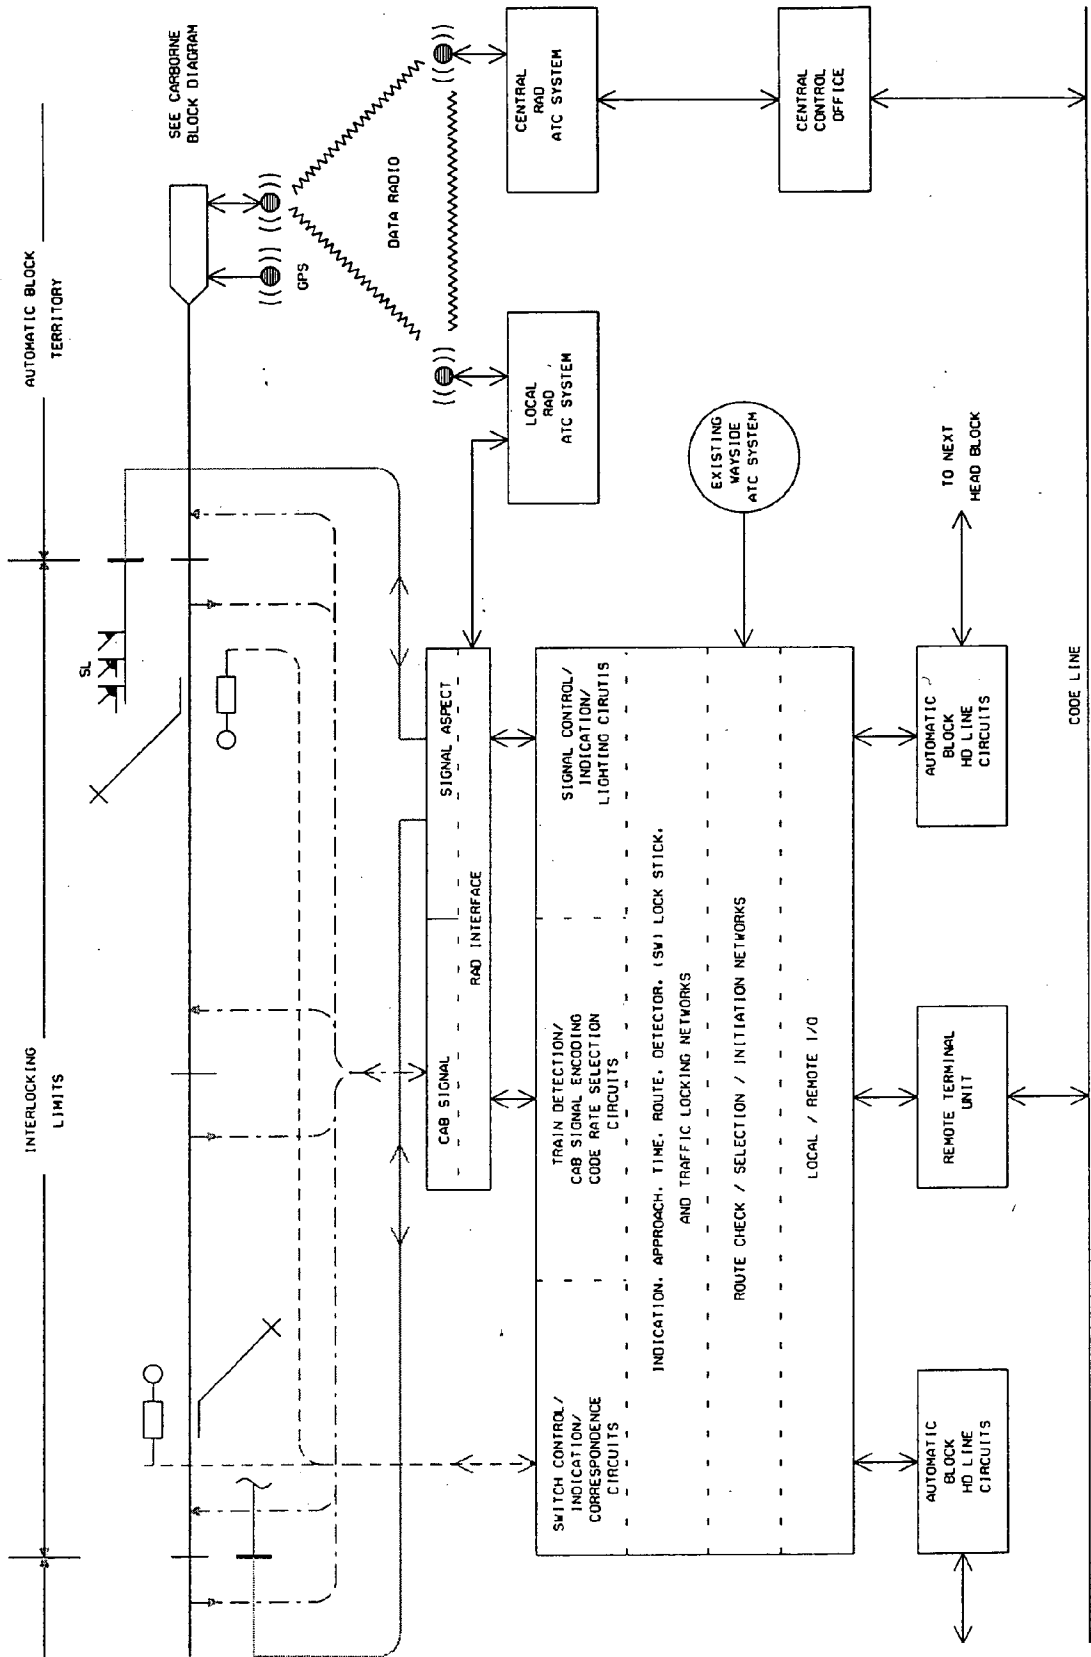 INTERLOCKING
LIMITS
AUTOMATIC BLOCK
TERRITORY
SEE CARBORNE
BLOCK DIAGRAM
SL
GPS
DATA RADIO
CAB SIGNAL
SIGNAL ASPECT
RAD INTERFACE
LOCAL
RAD
ATC SYSTEM
CENTRAL
RAD
ATC SYSTEM
SWITCH CONTROL/
INDICATION/
CORRESPONDENCE
CIRCUITS
TRAIN DETECTION/
CAB SIGNAL ENCODING
CODE RATE SELECTION
CIRCUITS
SIGNAL CONTROL/
INDICATION/
LIGHTING CIRUTIS
INDICATION. APPROACH. TIME. ROUTE. DETECTOR. (SW) LOCK STICK.
AND TRAFFIC LOCKING NETWORKS
ROUTE CHECK / SELECTION / INITIATION NETWORKS
LOCAL / REMOTE I/O
EXISTING
WAYSIDE
ATC SYSTEM
CENTRAL
CONTROL
OFFICE
AUTOMATIC
BLOCK
HD LINE
CIRCUITS
REMOTE TERMINAL
UNIT
AUTOMATIC
BLOCK
HD LINE
CIRCUITS
TO NEXT
HEAD BLOCK
CODE LINE